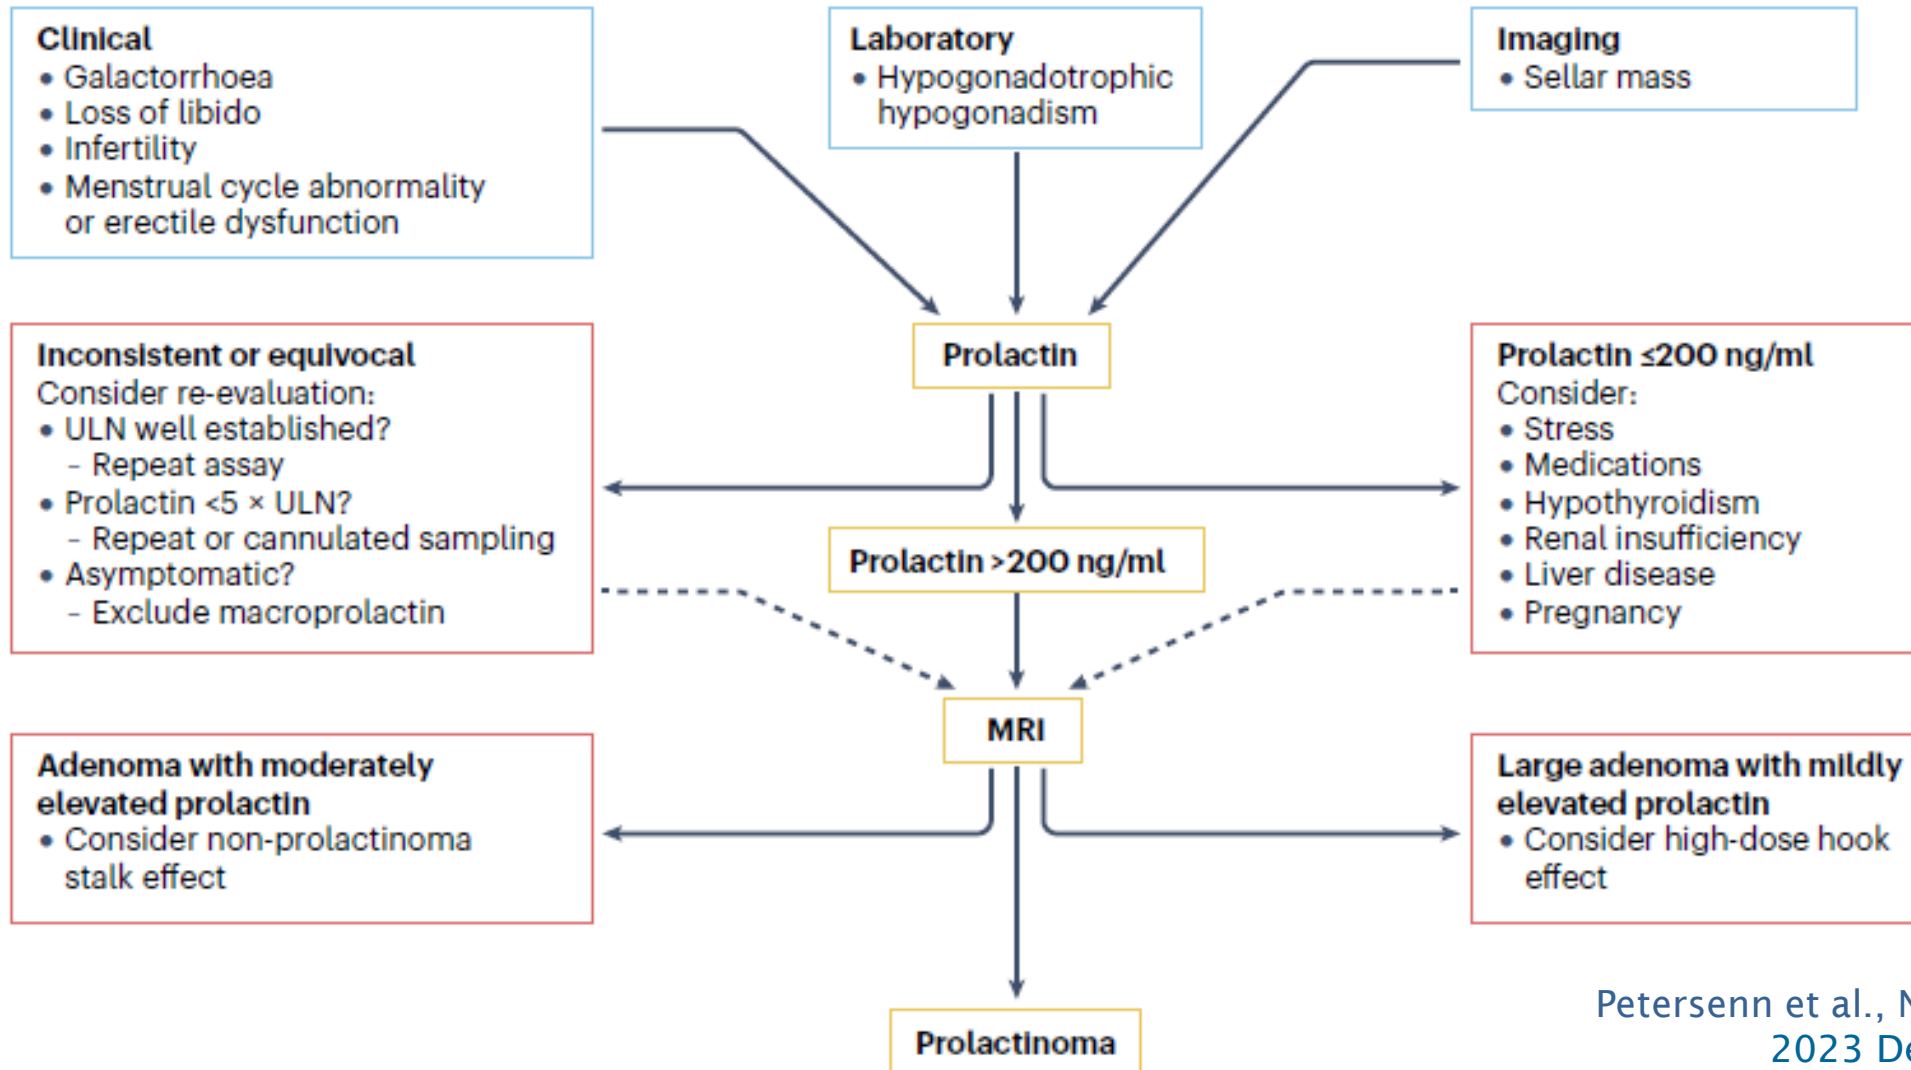 Clinical
• Galactorrhoea
• Loss of libido
• Infertility
• Menstrual cycle abnormality
or erectile dysfunction
Laboratory
• Hypogonadotrophic
hypogonadism
Imaging
• Sellar mass
Prolactin
Inconsistent or equivocal
Consider re-evaluation:
• ULN well established?
– Repeat assay
• Prolactin <5 × ULN?
– Repeat or cannulated sampling
• Asymptomatic?
– Exclude macroprolactin
Prolactin >200 ng/ml
Prolactin ≤200 ng/ml
Consider:
• Stress
• Medications
• Hypothyroidism
• Renal insufficiency
• Liver disease
• Pregnancy
MRI
Adenoma with moderately
elevated prolactin
• Consider non-prolactinoma
stalk effect
Large adenoma with mildly
elevated prolactin
• Consider high-dose hook
effect
Prolactinoma
Petersenn et al.,
2023